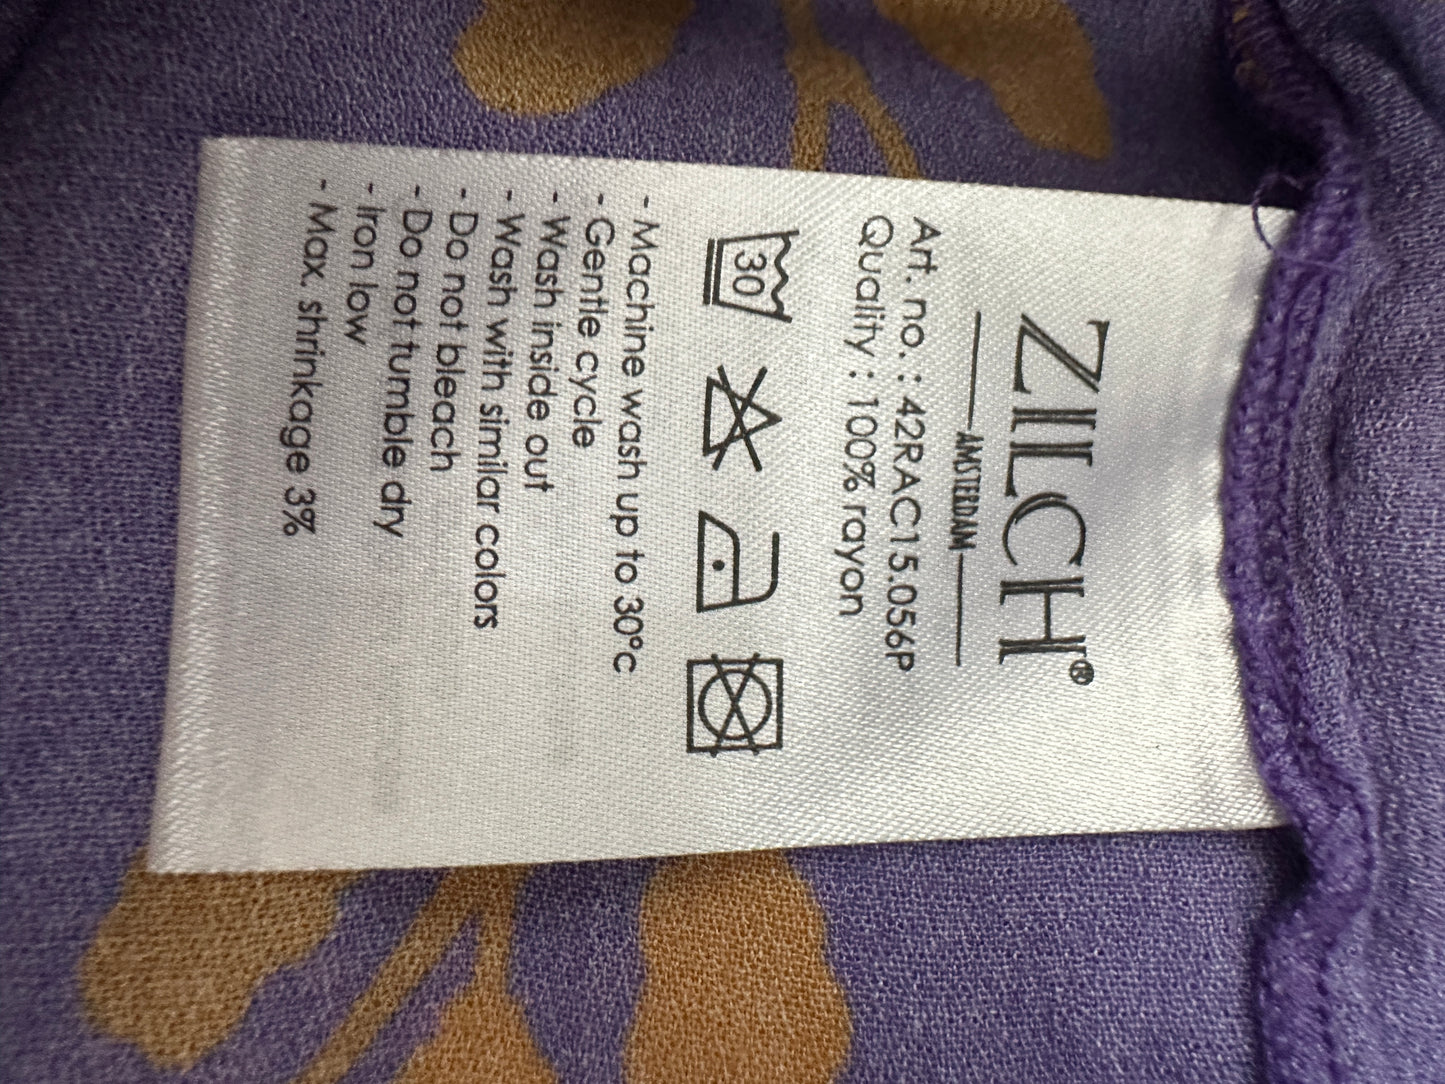 ZILCH®
AMSTERDAM
Art. no. : 42RAC15.056P
Quality : 100% rayon
30
- Machine wash up to 30°c
- Gentle cycle
- Wash inside out
- Wash with similar colors
- Do not bleach
- Do not tumble dry
- Iron low
- Max. shrinkage 3%